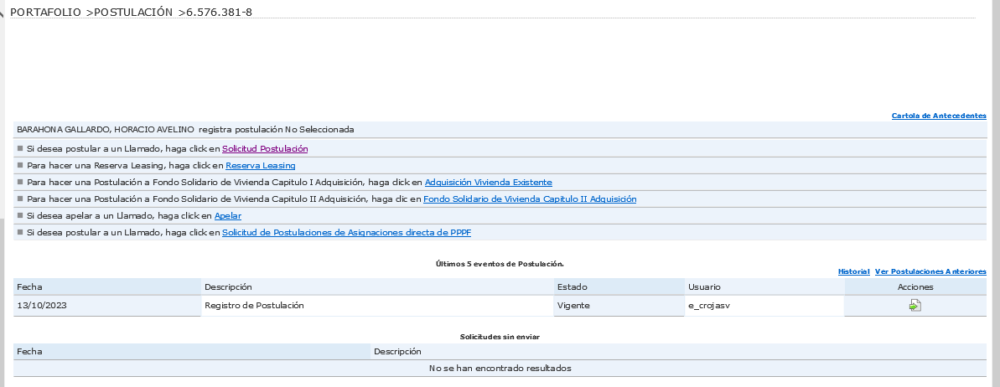 PORTAFOLIO >POSTULACIÓN >6.576.381-8
Cartola de Antecedentes
BARAHONA GALLARDO, HORACIO AVELINO registra postulación No Seleccionada
Si desea postular a un Llamado, haga click en Solicitud Postulación
Para hacer una Reserva Leasing, haga click en Reserva Leasing
Para hacer una Postulación a Fondo Solidario de Vivienda Capitulo I Adquisición, haga click en Adquisición Vivienda Existente
Para hacer una Postulación a Fondo Solidario de Vivienda Capitulo II Adquisición, haga clic en Fondo Solidario de Vivienda Capitulo II Adquisición
Si desea apelar a un Llamado, haga click en Apelar
Si desea postular a un Llamado, haga click en Solicitud de Postulaciones de Asignaciones directa de PPPF
Últimos 5 eventos de Postulación.
Historial Ver Postulaciones Anteriores
Fecha Descripción Estado Usuario Acciones
13/10/2023 Registro de Postulación Vigente e_crojasv
Solicitudes sin enviar
Fecha Descripción
No se han encontrado resultados